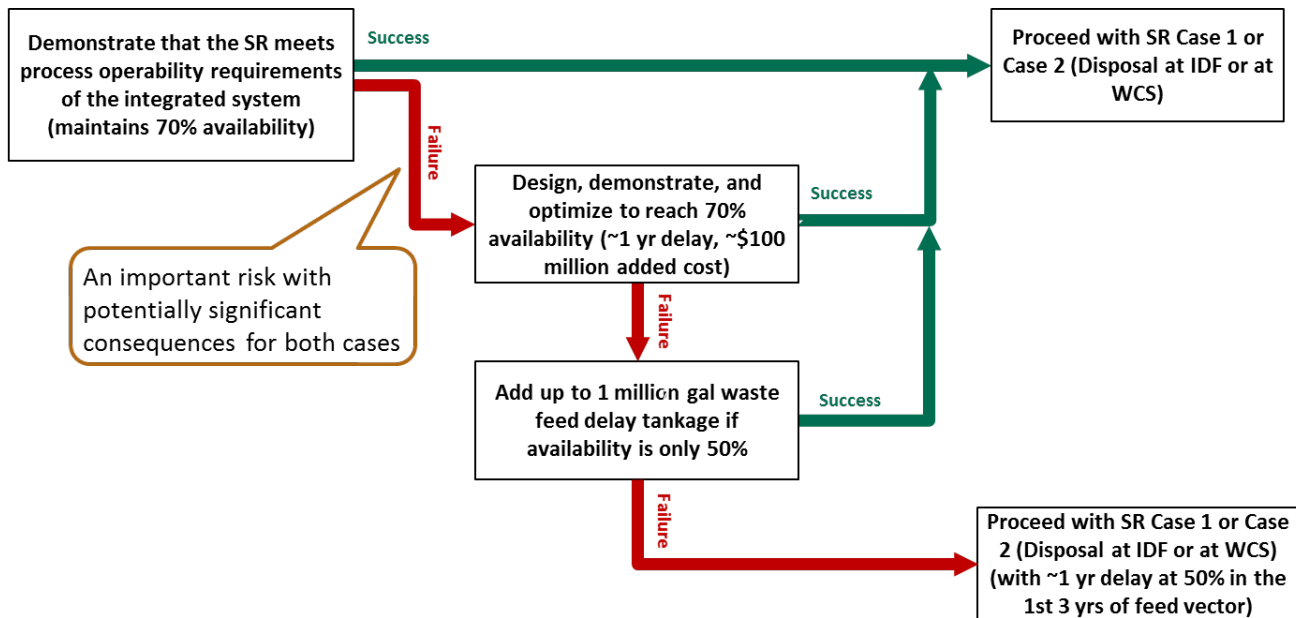 Demonstrate that the SR meets
process operability requirements
of the integrated system
(maintains 70% availability)
Success
Proceed with SR Case 1 or
Case 2 (Disposal at IDF or at
WCS)
Failure
Design, demonstrate, and
optimize to reach 70%
availability (~1 yr delay, ~$100
million added cost)
Success
An important risk with
potentially significant
consequences for both cases
Failure
Add up to 1 million gal waste
feed delay tankage if
availability is only 50%
Success
Failure
Proceed with SR Case 1 or Case
2 (Disposal at IDF or at WCS)
(with ~1 yr delay at 50% in the
1st 3 yrs of feed vector)